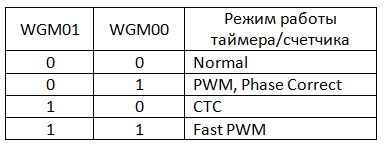 WGM01 WGM00 Режим работы
таймера/счетчика
0 0 Normal
0 1 PWM, Phase Correct
1 0 CTC
1 1 Fast PWM